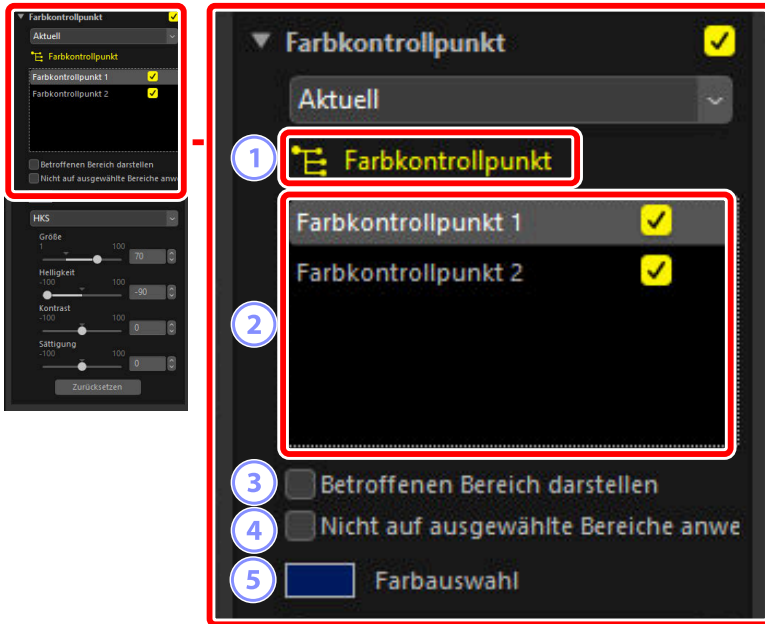 Farbkontrollpunkt
Aktuell
Farbkontrollpunkt
Farbkontrollpunkt 1
Farbkontrollpunkt 2
Betroffenen Bereich darstellen
Nicht auf ausgewählte Bereiche anwe
HKS
Größe
1 100
70
Helligkeit
-100 100
-90
Kontrast
-100 100
0
Sättigung
-100 100
0
Zurücksetzen
Farbkontrollpunkt
Aktuell
1 Farbkontrollpunkt
Farbkontrollpunkt 1
Farbkontrollpunkt 2
2
3 Betroffenen Bereich darstellen
4 Nicht auf ausgewählte Bereiche anwe
5 Farbauswahl